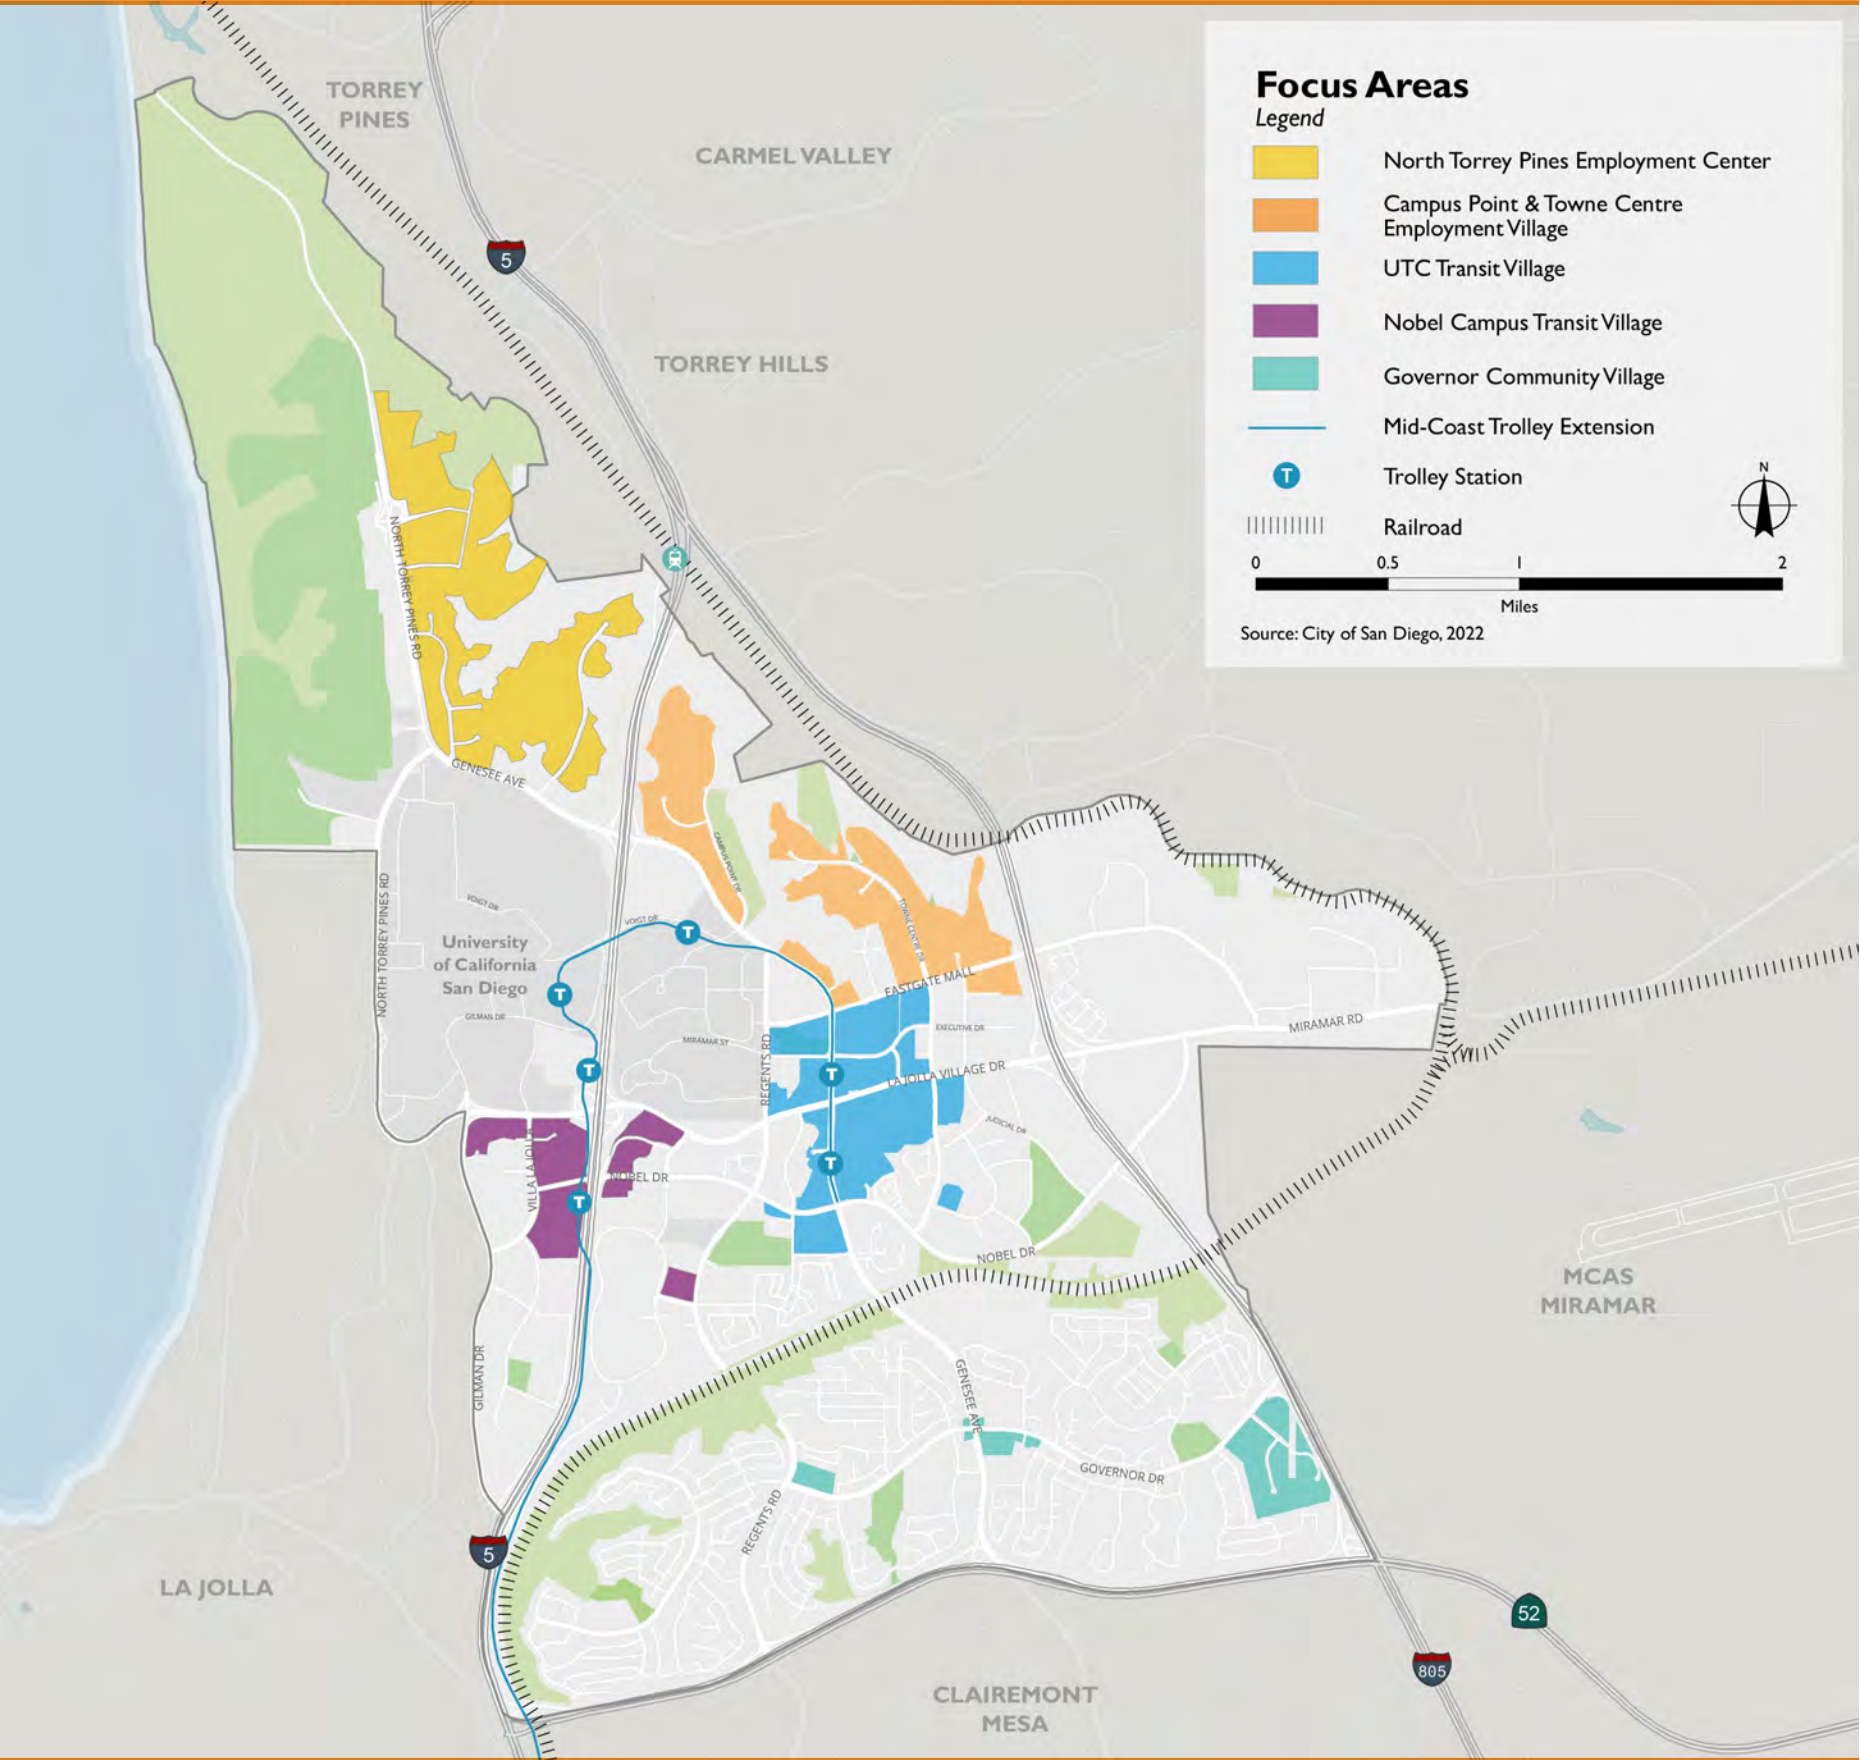 Focus Areas
Legend
North Torrey Pines Employment Center
Campus Point & Towne Centre
Employment Village
UTC Transit Village
Nobel Campus Transit Village
Governor Community Village
Mid-Coast Trolley Extension
T
Trolley Station
Railroad
N
0 0.5 1 2
Miles
Source: City of San Diego, 2022
TORREY
PINES
CARMEL VALLEY
5
TORREY HILLS
NORTH TORREY PINES RD
GENESEE AVE
CAMPUS POINT DR
TOWNE CENTRE DR
NORTH TORREY PINES RD
VOIGT DR
VOIGT DR
T
University
of California
San Diego
T
GILMAN DR
EASTGATE MALL
EXECUTIVE DR
MIRAMAR RD
MIRAMAR ST
REGENTS RD
T
T
LA JOLLA VILLAGE DR
JUDICIAL DR
VILLA LA JOLLA
NOBEL DR
T
T
NOBEL DR
MCAS
MIRAMAR
GILMAN DR
GENESEE AVE
GOVERNOR DR
REGENTS RD
5
LA JOLLA
52
805
CLAIREMONT
MESA